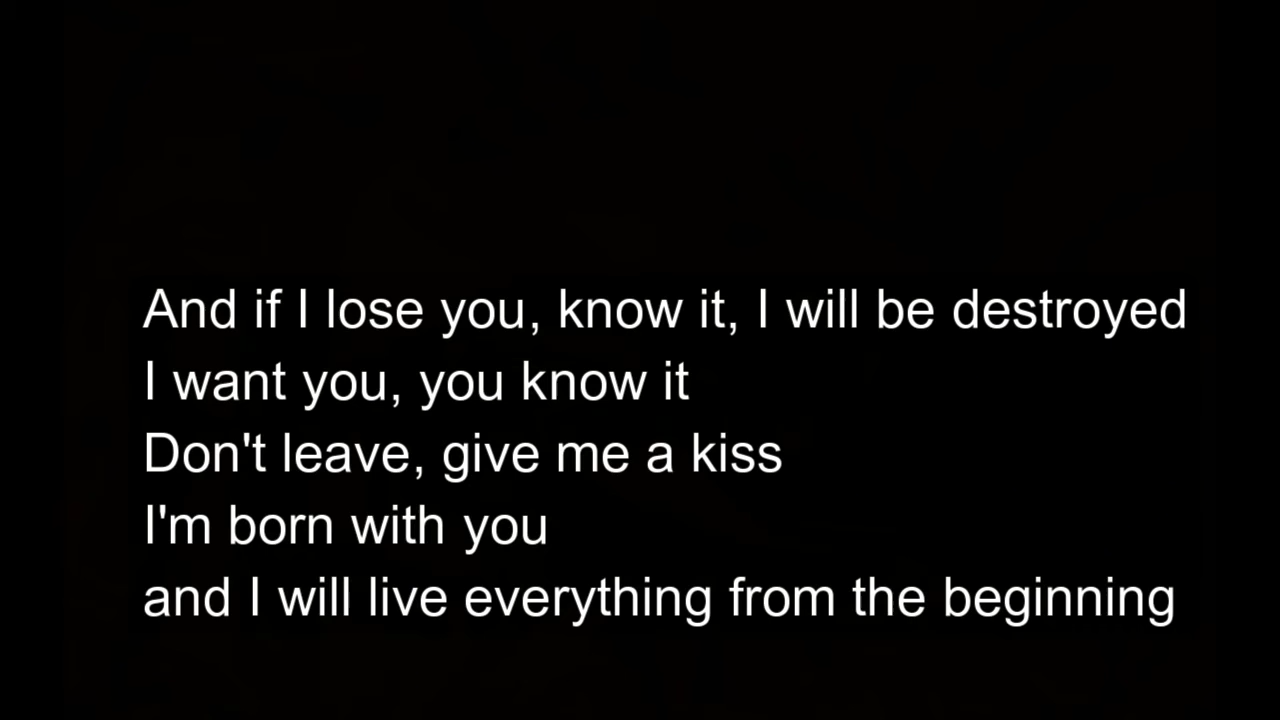 And if I lose you, know it, I will be destroyed
I want you, you know it
Don't leave, give me a kiss
I'm born with you
and I will live everything from the beginning